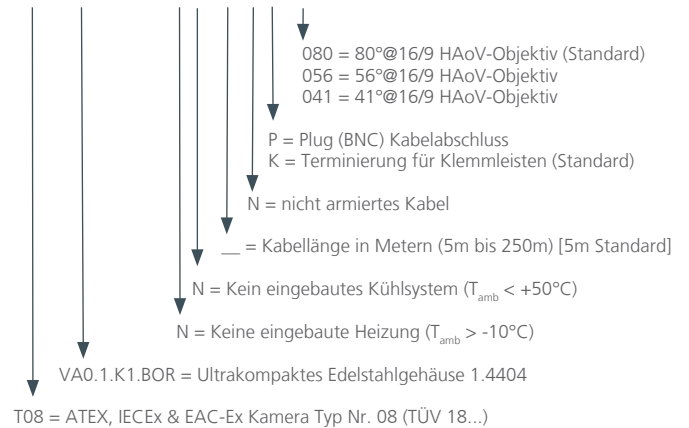 080 = 80°@16/9 HAoV-Objektiv (Standard)
056 = 56°@16/9 HAoV-Objektiv
041 = 41°@16/9 HAoV-Objektiv
P = Plug (BNC) Kabelabschluss
K = Terminierung für Klemmleisten (Standard)
N = nicht armiertes Kabel
__ = Kabellänge in Metern (5m bis 250m) [5m Standard]
N = Kein eingebautes Kühlsystem (Tamb < +50°C)
N = Keine eingebaute Heizung (Tamb > -10°C)
VA0.1.K1.BOR = Ultrakompaktes Edelstahlgehäuse 1.4404
T08 = ATEX, IECEx & EAC-Ex Kamera Typ Nr. 08 (TÜV 18...)